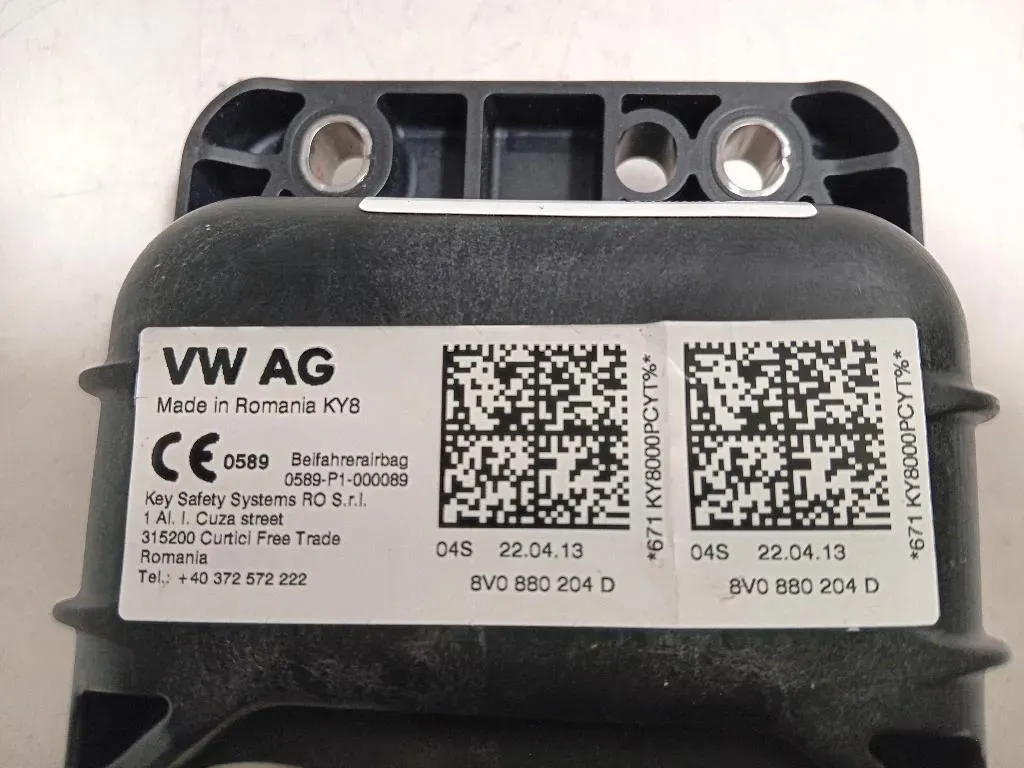 VW AG
Made in Romania KY8
CE 0589 Beifahrerairbag
0589-P1-000089
Key Safety Systems RO S.r.l.
1 Al. I. Cuza street
315200 Curtici Free Trade
Romania
Tel.: +40 372 572 222
04S 22.04.13
8V0 880 204 D
*671 KY8000PCYT%*
04S 22.04.13
8V0 880 204 D
*671 KY8000PCYT%*